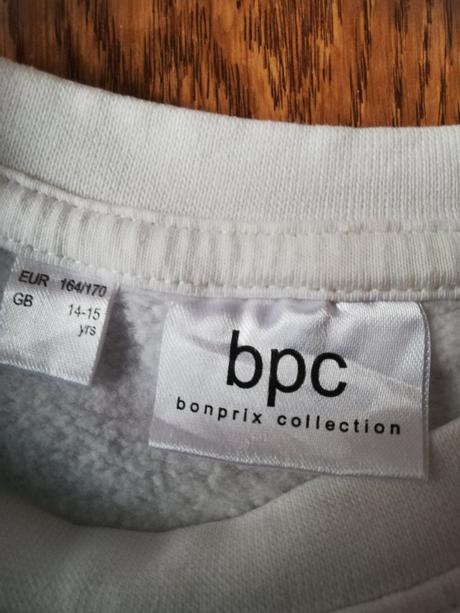 EUR 164/170
GB 14-15
yrs
bpc
bonprix collection